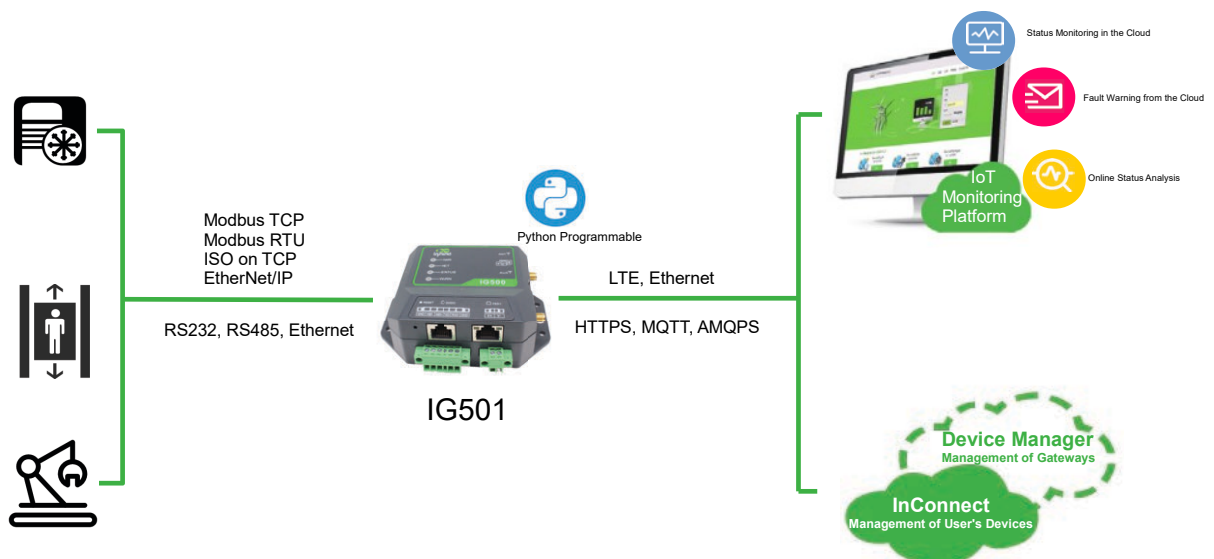 Status Monitoring in the Cloud
Fault Warning from the Cloud
Online Status Analysis
IoT
Monitoring
Platform
Modbus TCP
Modbus RTU
ISO on TCP
EtherNet/IP
RS232, RS485, Ethernet
Python Programmable
IG500
LTE, Ethernet
HTTPS, MQTT, AMQPS
IG501
Device Manager
Management of Gateways
InConnect
Management of User's Devices